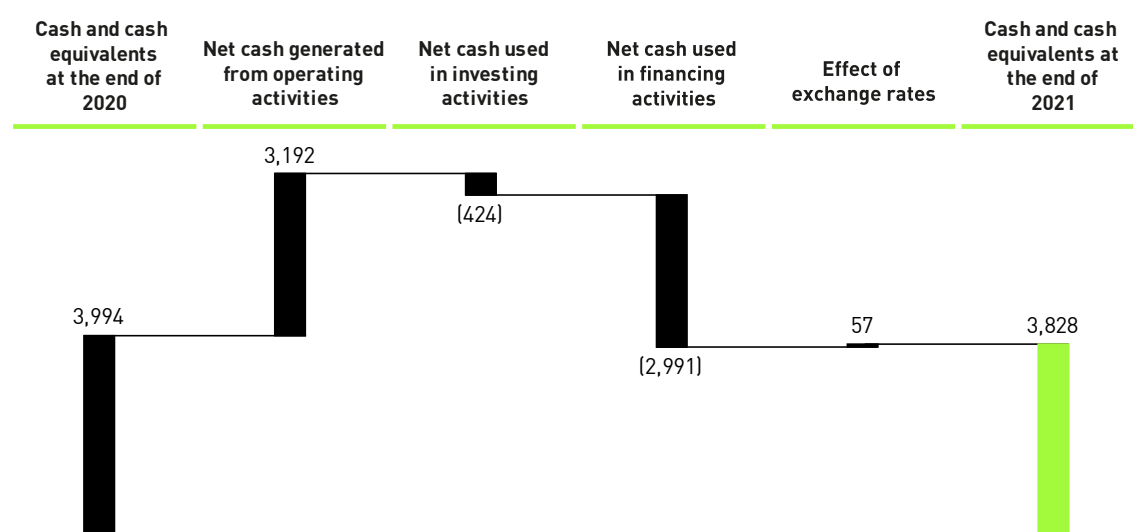 Cash and cash
equivalents
at the end of
2020
Net cash generated
from operating
activities
Net cash used
in investing
activities
Net cash used
in financing
activities
Effect of
exchange rates
Cash and cash
equivalents at
the end of
2021
3,994
3,192
(424)
(2,991)
57
3,828